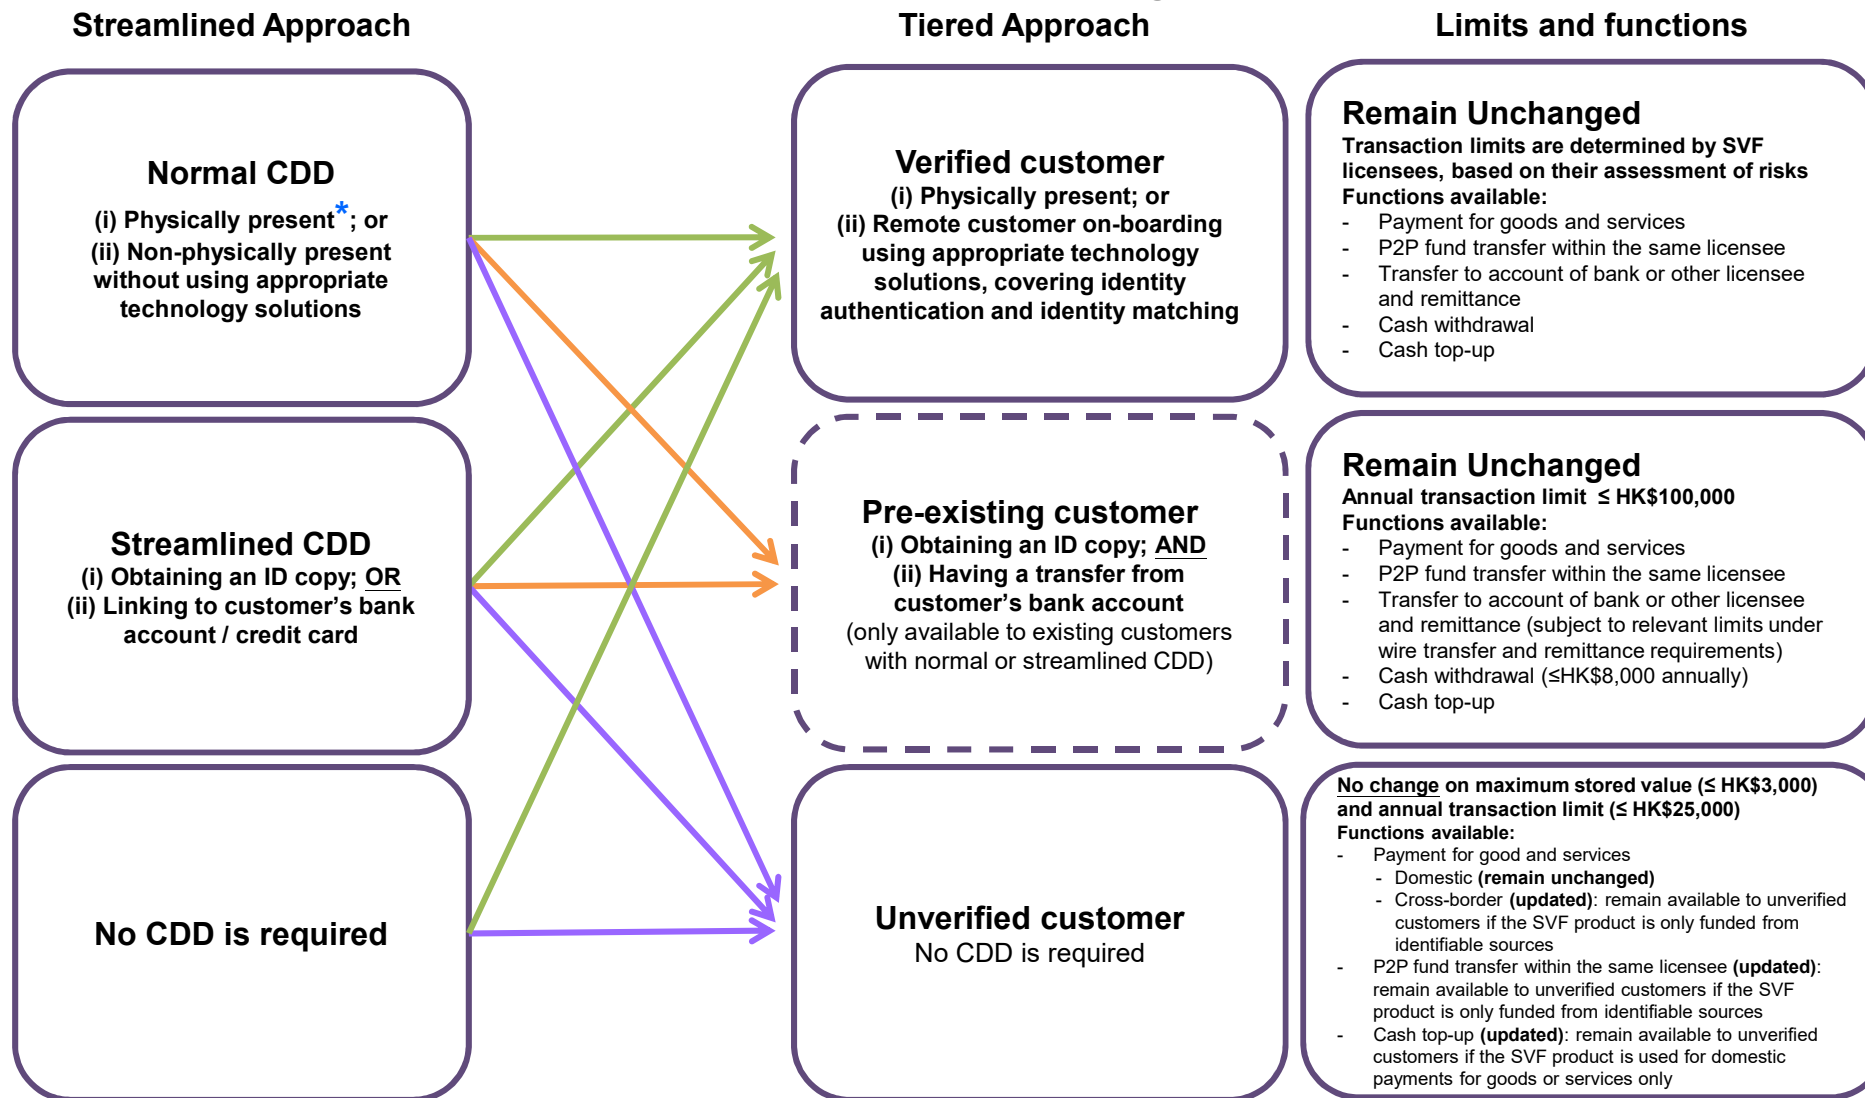 Streamlined Approach
Tiered Approach
Limits and functions
Normal CDD
(i) Physically present*; or
(ii) Non-physically present
without using appropriate
technology solutions
Verified customer
(i) Physically present; or
(ii) Remote customer on-boarding
using appropriate technology
solutions, covering identity
authentication and identity matching
Remain Unchanged
Transaction limits are determined by SVF
licensees, based on their assessment of risks
Functions available:
- Payment for goods and services
- P2P fund transfer within the same licensee
- Transfer to account of bank or other licensee
and remittance
- Cash withdrawal
- Cash top-up
Streamlined CDD
(i) Obtaining an ID copy; OR
(ii) Linking to customer's bank
account / credit card
Pre-existing customer
(i) Obtaining an ID copy; AND
(ii) Having a transfer from
customer's bank account
(only available to existing customers
with normal or streamlined CDD)
Remain Unchanged
Annual transaction limit ≤ HK$100,000
Functions available:
- Payment for goods and services
- P2P fund transfer within the same licensee
- Transfer to account of bank or other licensee
and remittance (subject to relevant limits under
wire transfer and remittance requirements)
- Cash withdrawal (≤HK$8,000 annually)
- Cash top-up
No CDD is required
Unverified customer
No CDD is required
No change on maximum stored value (≤ HK$3,000)
and annual transaction limit (≤ HK$25,000)
Functions available:
- Payment for good and services
- Domestic (remain unchanged)
- Cross-border (updated): remain available to unverified
customers if the SVF product is only funded from
identifiable sources
- P2P fund transfer within the same licensee (updated):
remain available to unverified customers if the SVF
product is only funded from identifiable sources
- Cash top-up (updated): remain available to unverified
customers if the SVF product is used for domestic
payments for goods or services only